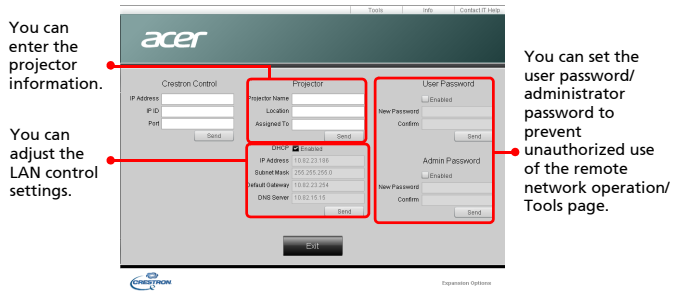 You can
enter the
projector
information.
You can
adjust the
LAN control
settings.
Tools Info Contact IT Help
acer
Crestron Control
IP Address
IP ID
Port
Send
Projector
Projector Name
Location
Assigned To
Send
DHCP Enabled
IP Address 10.82.23.186
Subnet Mask 255.255.255.0
Default Gateway 10.82.23.254
DNS Server 10.82.15.15
Send
User Password
Enabled
New Password
Confirm
Send
Admin Password
Enabled
New Password
Confirm
Send
Exit
CRESTRON
Expansion Options
You can set the
user password/
administrator
password to
prevent
unauthorized use
of the remote
network operation/
Tools page.